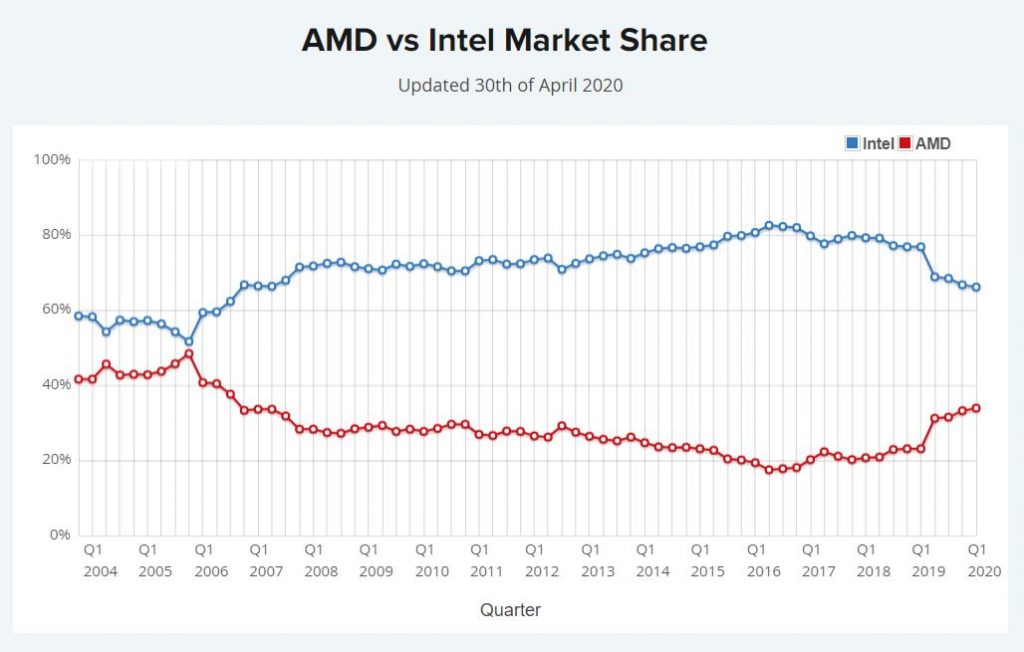 AMD vs Intel Market Share
Updated 30th of April 2020
Intel AMD
100%
80%
60%
40%
20%
0%
Q1 Q1 Q1 Q1 Q1 Q1 Q1 Q1 Q1 Q1 Q1 Q1 Q1 Q1 Q1 Q1 Q1
2004 2005 2006 2007 2008 2009 2010 2011 2012 2013 2014 2015 2016 2017 2018 2019 2020
Quarter